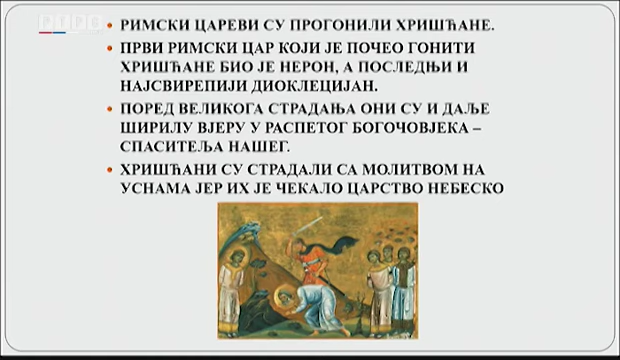 РТРС
РИМСКИ ЦАРЕВИ СУ ПРОГОНИЛИ ХРИШЋАНЕ.
ПРВИ РИМСКИ ЦАР КОЈИ ЈЕ ПОЧЕО ГОНИТИ
ХРИШЋАНЕ БИО ЈЕ НЕРОН, А ПОСЛЕДЊИ И
НАЈСВИРЕПИЈИ ДИОКЛЕЦИЈАН.
ПОРЕД ВЕЛИКОГА СТРАДАЊА ОНИ СУ И ДАЉЕ
ШИРИЛУ ВЈЕРУ У РАСПЕТОГ БОГОЧОВЈЕКА –
СПАСИТЕЉА НАШЕГ.
ХРИШЋАНИ СУ СТРАДАЛИ СА МОЛИТВОМ НА
УСНАМА ЈЕР ИХ ЈЕ ЧЕКАЛО ЦАРСТВО НЕБЕСКО